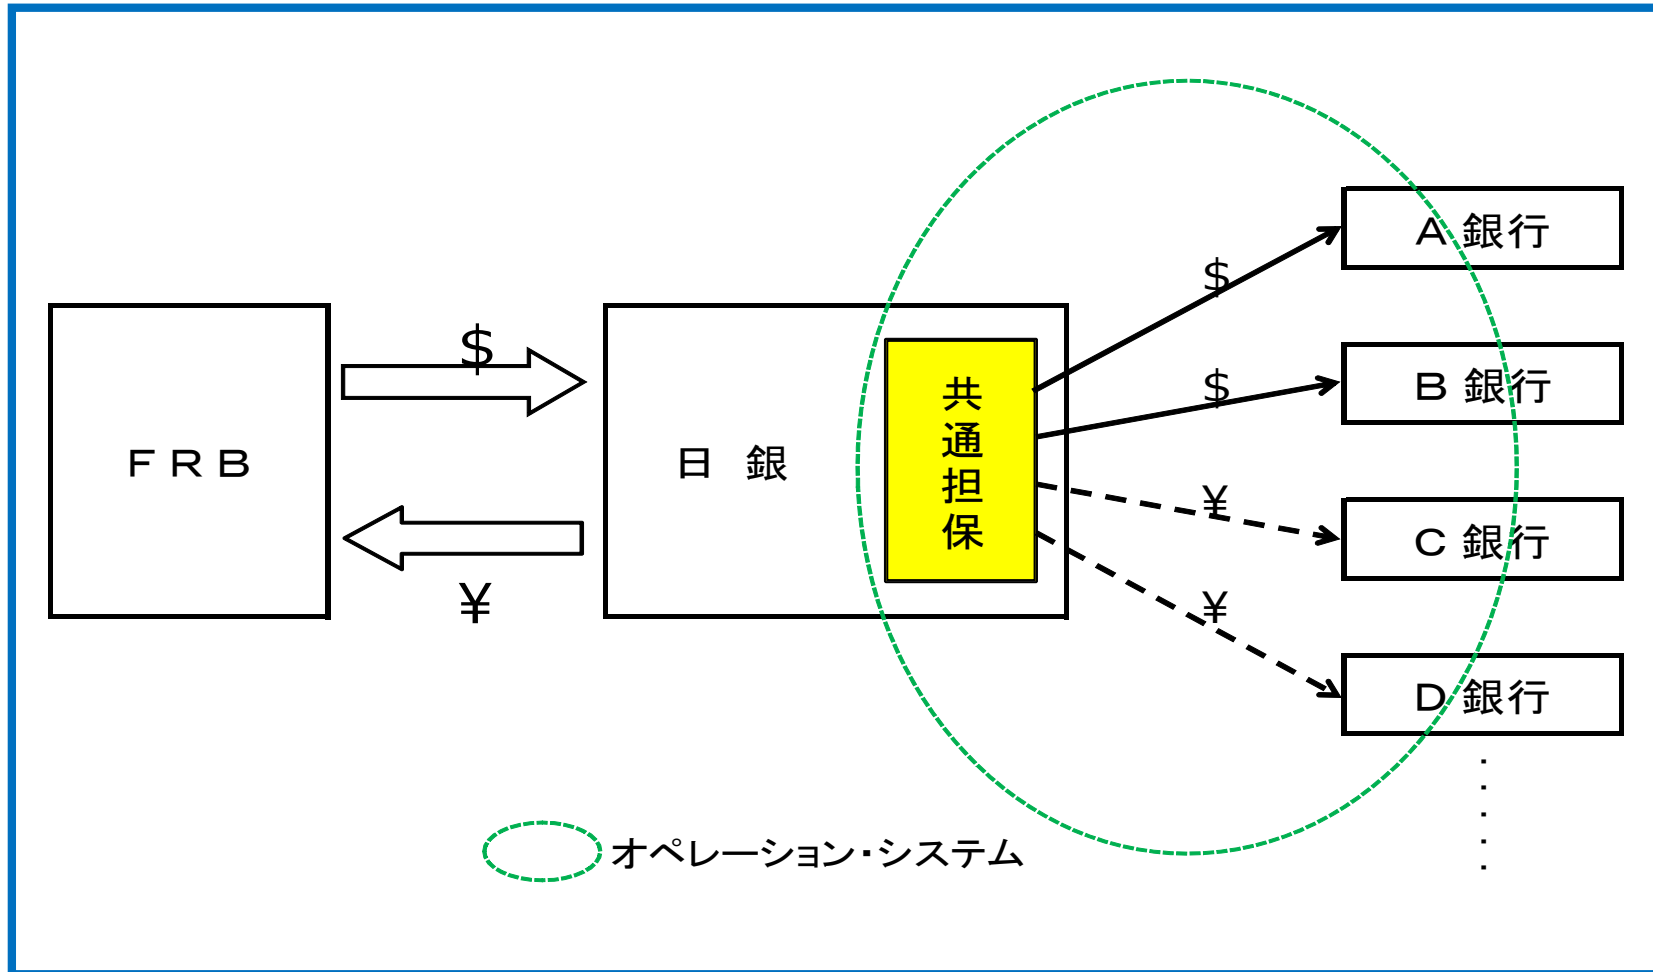 FRB
$
¥
日 銀
共通担保
$
$
¥
¥
A 銀行
B 銀行
C 銀行
D 銀行
・・・・・
オペレーション・システム